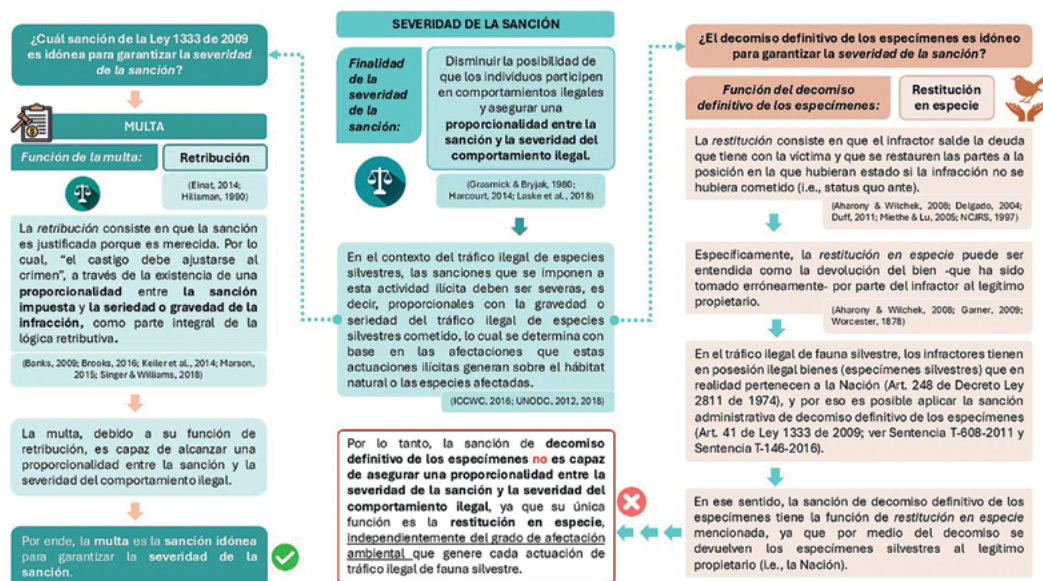 ¿Cuál sanción de la Ley 1333 de 2009
es idónea para garantizar la severidad
de la sanción?
MULTA
Función de la multa:
Retribución
(Einat, 2014;
Hillsman, 1990)
La retribución consiste en que la sanción
es justificada porque es merecida. Por lo
cual, “el castigo debe ajustarse al
crimen”, a través de la existencia de una
proporcionalidad entre la sanción
impuesta y la seriedad o gravedad de la
infracción, como parte integral de la
lógica retributiva.
(Banks, 2009; Brooks, 2016; Keiler et al., 2014; Marson,
2015; Singer & Williams, 2018)
La multa, debido a su función de
retribución, es capaz de alcanzar una
proporcionalidad entre la sanción y la
severidad del comportamiento ilegal.
Por ende, la multa es la sanción idónea
para garantizar la severidad de la
sanción.
SEVERIDAD DE LA SANCIÓN
Finalidad
de la
severidad
de la
sanción:
Disminuir la posibilidad de
que los individuos participen
en comportamientos ilegales
y asegurar una
proporcionalidad entre la
sanción y la severidad del
comportamiento ilegal.
(Grasmick & Bryjak, 1980;
Harcourt, 2014; Laske et al., 2018)
En el contexto del tráfico ilegal de especies
silvestres, las sanciones que se imponen a
esta actividad ilícita deben ser severas, es
decir, proporcionales con la gravedad o
seriedad del tráfico ilegal de especies
silvestres cometido, lo cual se determina con
base en las afectaciones que estas
actuaciones ilícitas generan sobre el hábitat
natural o las especies afectadas.
(ICCWC, 2016; UNODC, 2012, 2018)
Por lo tanto, la sanción de decomiso
definitivo de los especímenes no es capaz
de asegurar una proporcionalidad entre la
severidad de la sanción y la severidad del
comportamiento ilegal, ya que su única
función es la restitución en especie,
independientemente del grado de afectación
ambiental que genere cada actuación de
tráfico ilegal de fauna silvestre.
¿El decomiso definitivo de los especímenes es idóneo
para garantizar la severidad de la sanción?
Función del decomiso
definitivo de los especímenes:
Restitución
en especie
La restitución consiste en que el infractor salde la deuda
que tiene con la víctima y que se restauren las partes a la
posición en la que hubieran estado si la infracción no se
hubiera cometido (i.e., status quo ante).
(Aharony & Wilchek, 2008; Delgado, 2004;
Duff, 2011; Miethe & Lu, 2005; NCJRS, 1997)
Específicamente, la restitución en especie puede ser
entendida como la devolución del bien -que ha sido
tomado erróneamente- por parte del infractor al legítimo
propietario.
(Aharony & Wilchek, 2008; Garner, 2009;
Worcester, 1878)
En el tráfico ilegal de fauna silvestre, los infractores tienen
en posesión ilegal bienes (especímenes silvestres) que en
realidad pertenecen a la Nación (Art. 248 de Decreto Ley
2811 de 1974), y por eso es posible aplicar la sanción
administrativa de decomiso definitivo de los especímenes
(Art. 41 de Ley 1333 de 2009; ver Sentencia T-608-2011 y
Sentencia T-146-2016).
En ese sentido, la sanción de decomiso definitivo de los
especímenes tiene la función de restitución en especie
mencionada, ya que por medio del decomiso se
devuelven los especímenes silvestres al legítimo
propietario (i.e., la Nación).